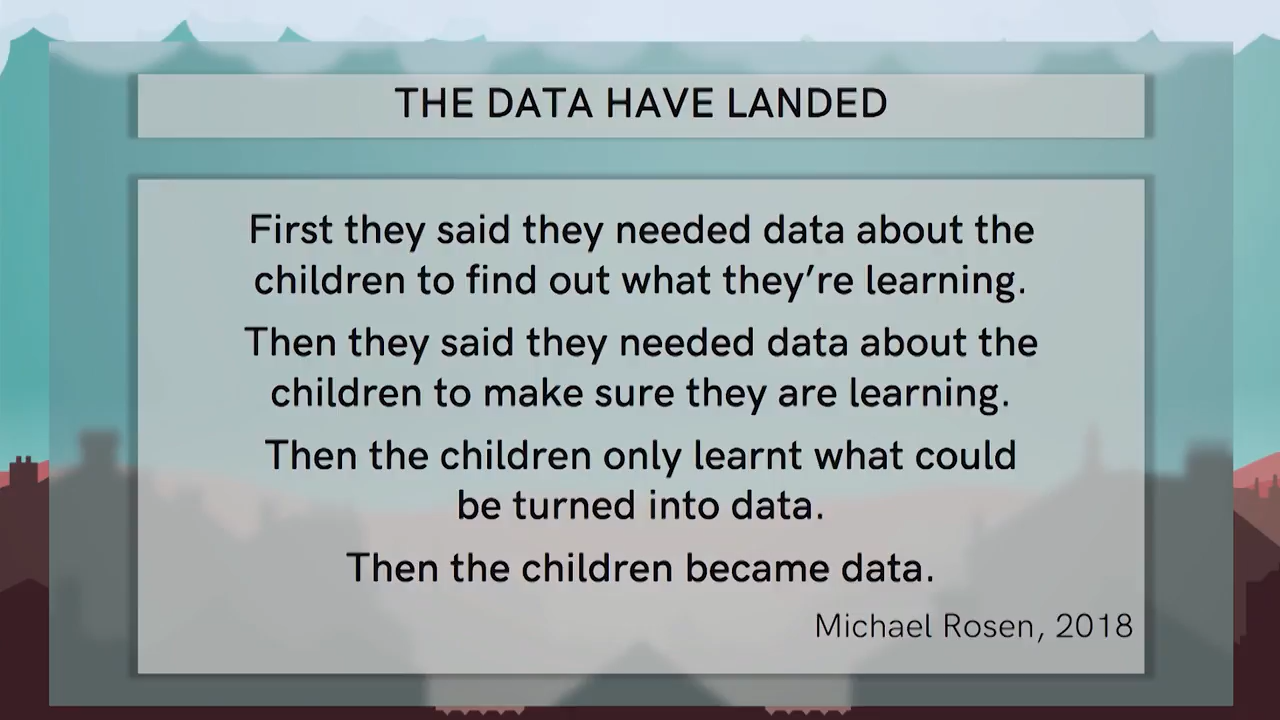 THE DATA HAVE LANDED
First they said they needed data about the
children to find out what they’re learning.
Then they said they needed data about the
children to make sure they are learning.
Then the children only learnt what could
be turned into data.
Then the children became data.
Michael Rosen, 2018